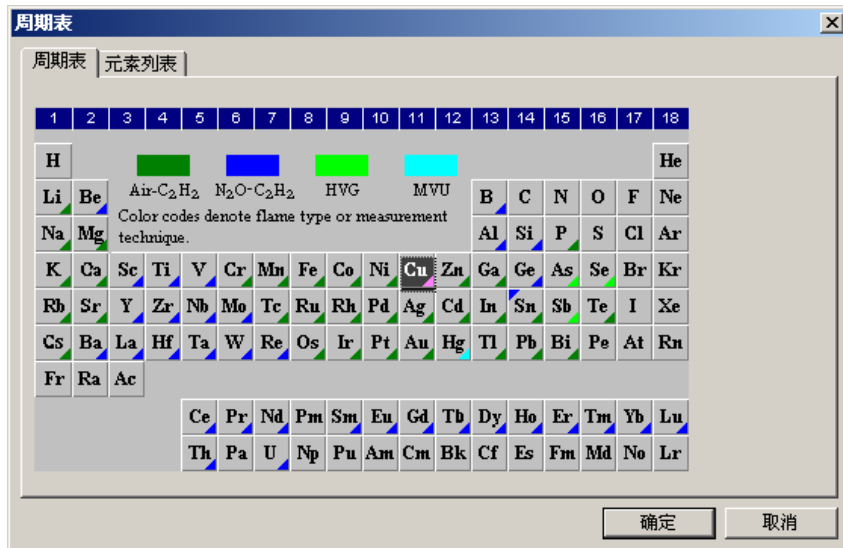 周期表
周期表 元素列表
1 2 3 4 5 6 7 8 9 10 11 12 13 14 15 16 17 18
H He
Air-C₂H₂ N₂O-C₂H₂ HVG MVU
Li Be B C N O F Ne
Color codes denote flame type or measurement
technique.
Na Mg Al Si P S Cl Ar
K Ca Sc Ti V Cr Mn Fe Co Ni Cu Zn Ga Ge As Se Br Kr
Rb Sr Y Zr Nb Mo Tc Ru Rh Pd Ag Cd In Sn Sb Te I Xe
Cs Ba La Hf Ta W Re Os Ir Pt Au Hg Tl Pb Bi Pe At Rn
Fr Ra Ac
Ce Pr Nd Pm Sm Eu Gd Tb Dy Ho Er Tm Yb Lu
Th Pa U Np Pu Am Cm Bk Cf Es Fm Md No Lr
确定 取消